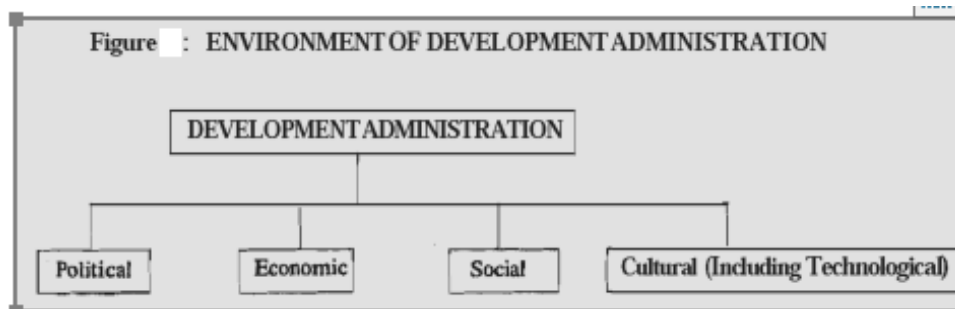 Figure : ENVIRONMENT OF DEVELOPMENT ADMINISTRATION
DEVELOPMENT ADMINISTRATION
Political Economic Social Cultural (Including Technological)